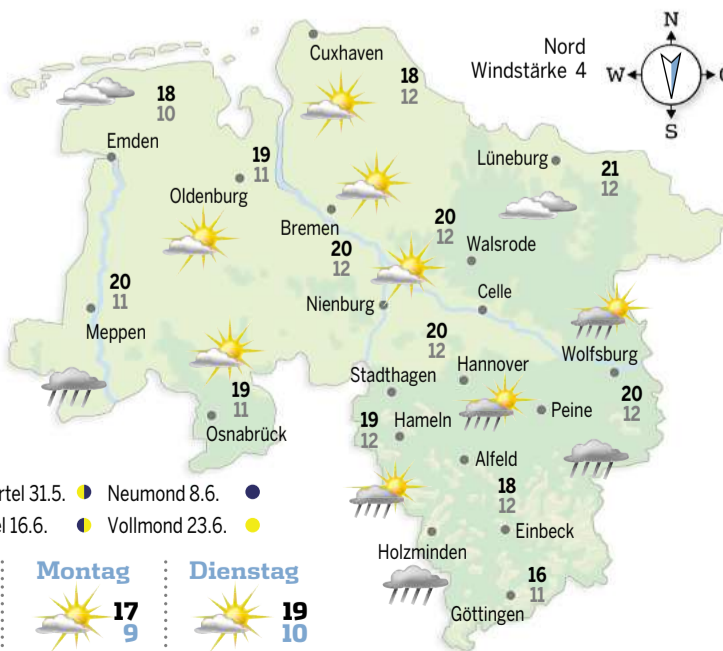 N
Cuxhaven
Nord
Windstärke 4
W
S
18
12
18
10
Emden
19
11
Oldenburg
Lüneburg
21
12
Bremen
20
12
20
12
Walsrode
20
11
Meppen
Nienburg
Celle
20
12
Wolfsburg
Stadthagen
Hannover
20
12
19
11
Osnabrück
19
12
Hameln
Peine
Alfeld
rtel 31.5.
Neumond 8.6.
18
12
el 16.6.
Vollmond 23.6.
Einbeck
Holzminden
16
11
Göttingen
Montag
17
9
Dienstag
19
10